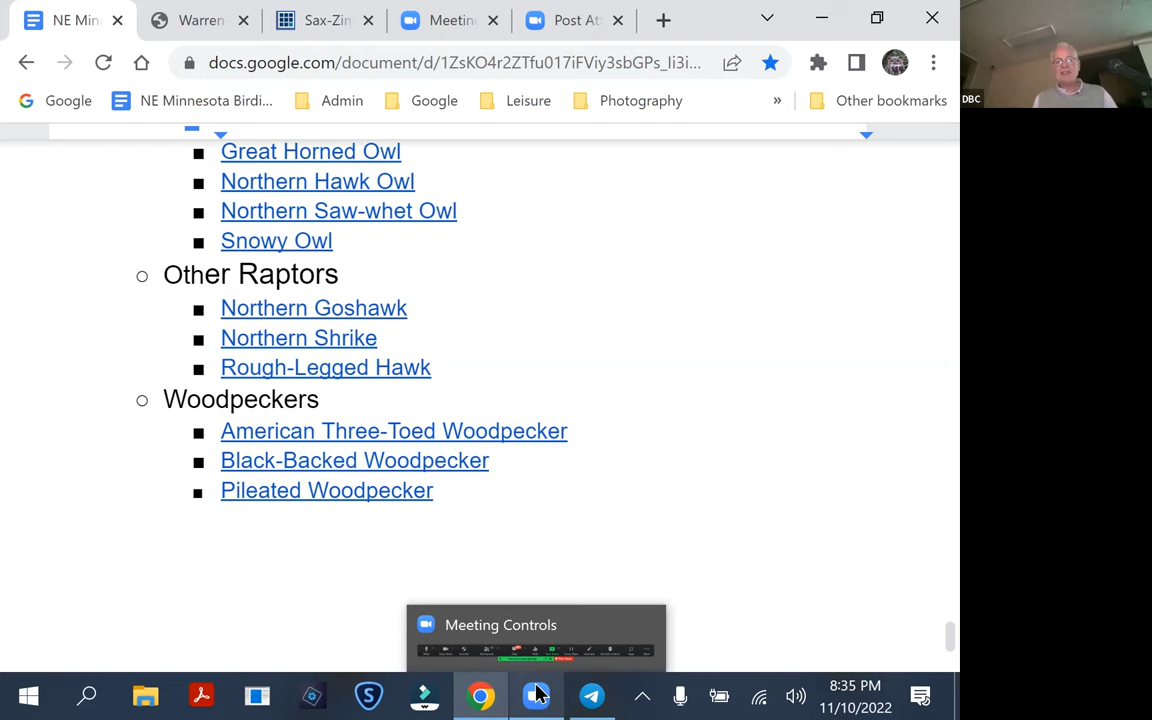 NE Min
Warren
Sax-Zin
Meetin
Post At
docs.google.com/document/d/1ZsKO4r2ZTfu017iFViy3sbGPs_Ii3i...
Google
NE Minnesota Birdi...
Admin
Google
Leisure
Photography
»
Other bookmarks
DBC
Great Horned Owl
Northern Hawk Owl
Northern Saw-whet Owl
Snowy Owl
Other Raptors
Northern Goshawk
Northern Shrike
Rough-Legged Hawk
Woodpeckers
American Three-Toed Woodpecker
Black-Backed Woodpecker
Pileated Woodpecker
Meeting Controls
8:35 PM
11/10/2022